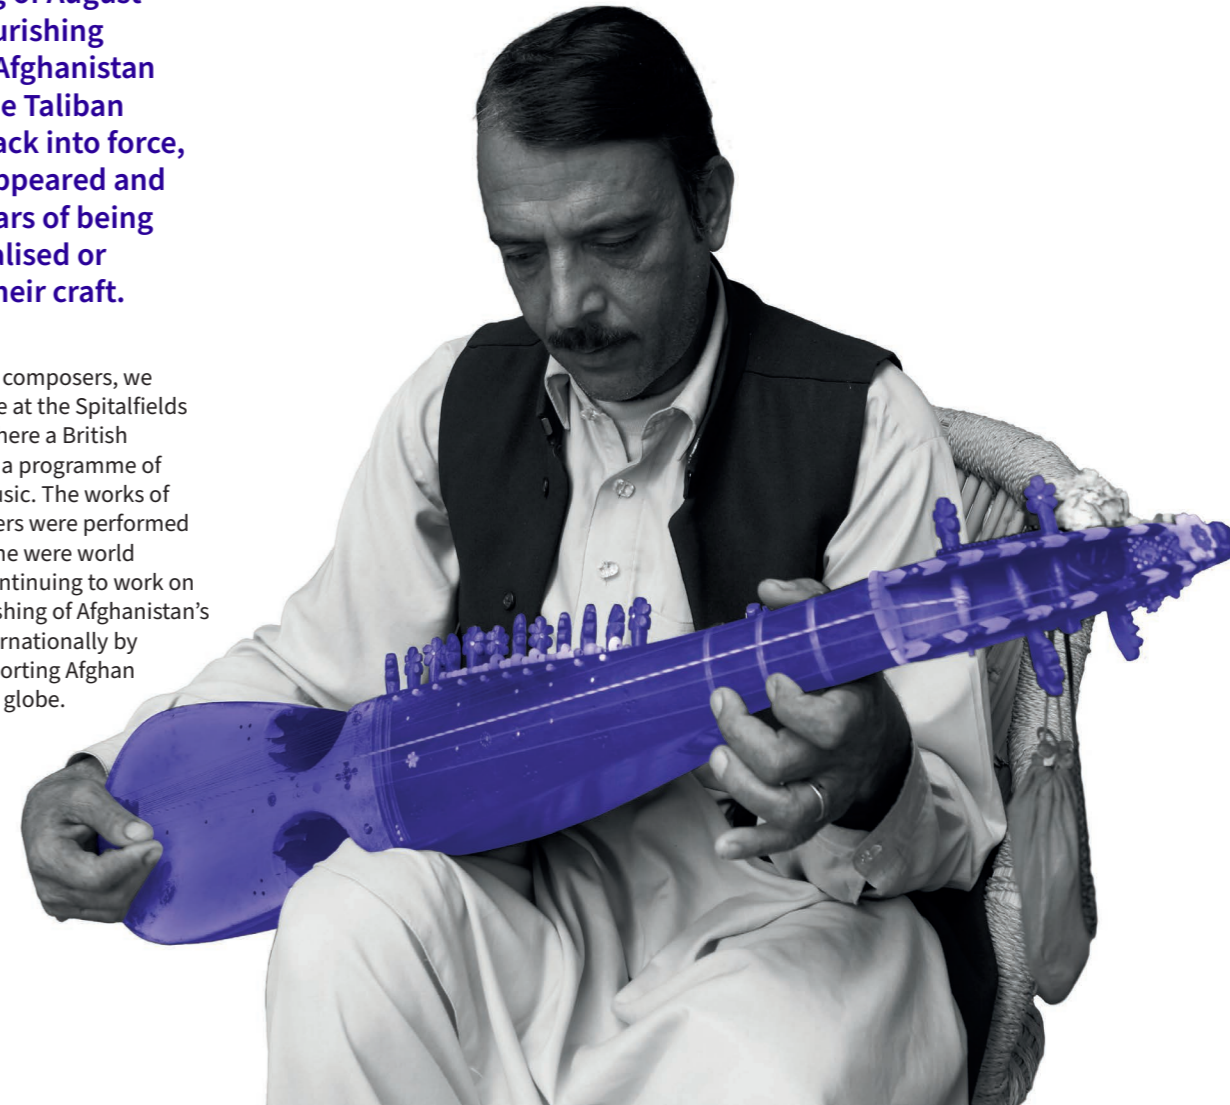 g of August
urishing
Afghanistan
e Taliban
ack into force,
ppeared and
ars of being
alised or
heir craft.
composers, we
e at the Spitalfields
here a British
a programme of
usic. The works of
ers were performed
ne were world
ontinuing to work on
shing of Afghanistan’s
rnationally by
orting Afghan
globe.